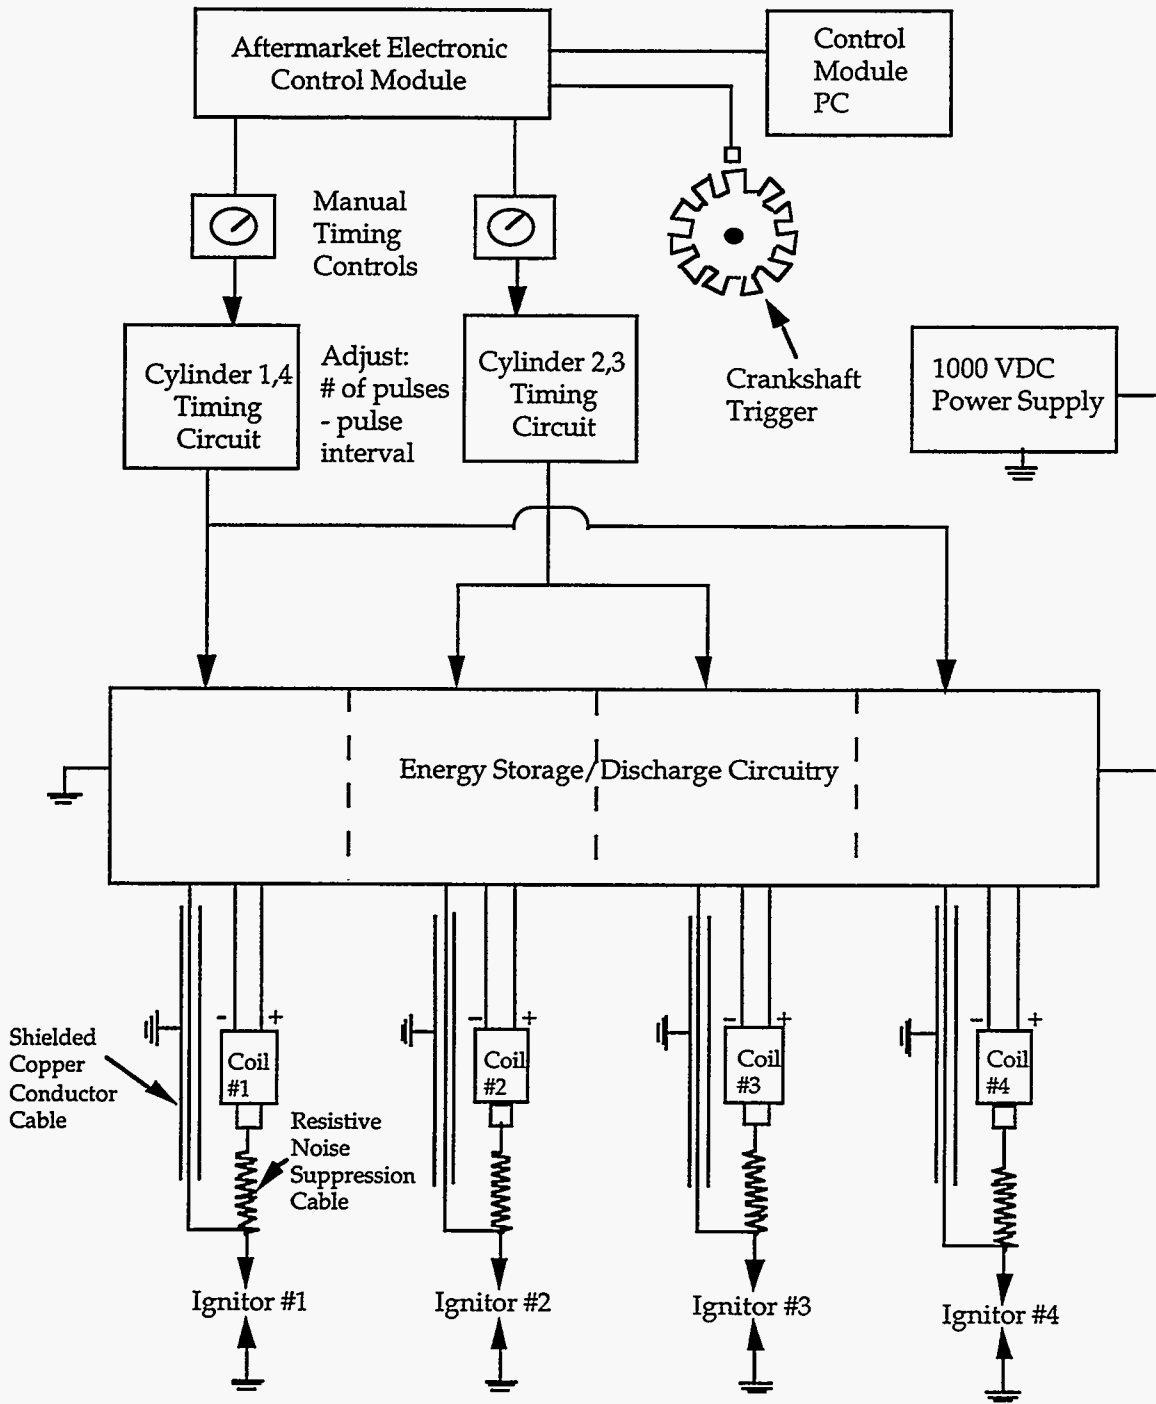 Aftermarket Electronic
Control Module
Control
Module
PC
Manual
Timing
Controls
Cylinder 1,4
Timing
Circuit
Adjust:
# of pulses
- pulse
interval
Cylinder 2,3
Timing
Circuit
Crankshaft
Trigger
1000 VDC
Power Supply
Energy Storage/Discharge Circuitry
- +
- +
- +
- +
Shielded
Copper
Conductor
Cable
Coil
#1
Coil
#2
Coil
#3
Coil
#4
Resistive
Noise
Suppression
Cable
Ignitor #1
Ignitor #2
Ignitor #3
Ignitor #4